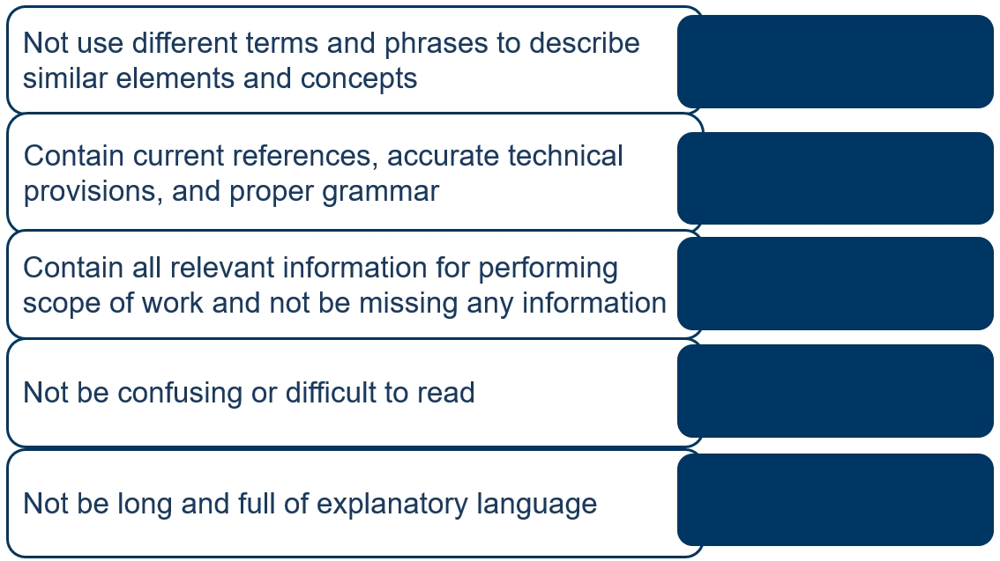 Not use different terms and phrases to describe
similar elements and concepts
Contain current references, accurate technical
provisions, and proper grammar
Contain all relevant information for performing
scope of work and not be missing any information
Not be confusing or difficult to read
Not be long and full of explanatory language